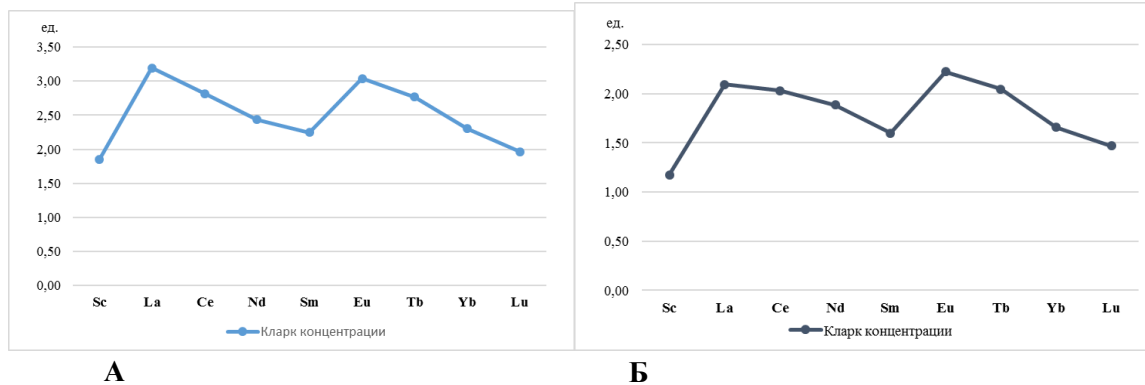 ед.
3,50
3,00
2,50
2,00
1,50
1,00
0,50
0,00
Sc La Ce Nd Sm Eu Tb Yb Lu
Кларк концентрации
А
ед.
2,50
2,00
1,50
1,00
0,50
0,00
Sc La Ce Nd Sm Eu Tb Yb Lu
Кларк концентрации
Б